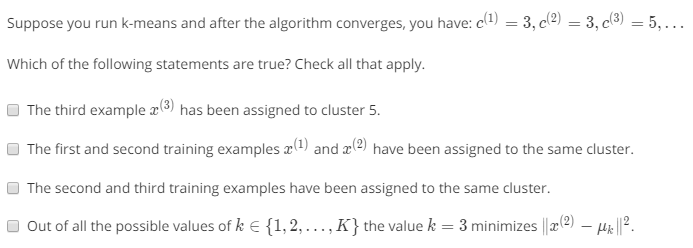 Suppose you run k-means and after the algorithm converges, you have: c^(1) = 3, c^(2) = 3, c^(3) = 5, ...
Which of the following statements are true? Check all that apply.
The third example x^(3) has been assigned to cluster 5.
The first and second training examples x^(1) and x^(2) have been assigned to the same cluster.
The second and third training examples have been assigned to the same cluster.
Out of all the possible values of k ∈ {1, 2, ..., K} the value k = 3 minimizes ‖x^(2) − μ_k‖².